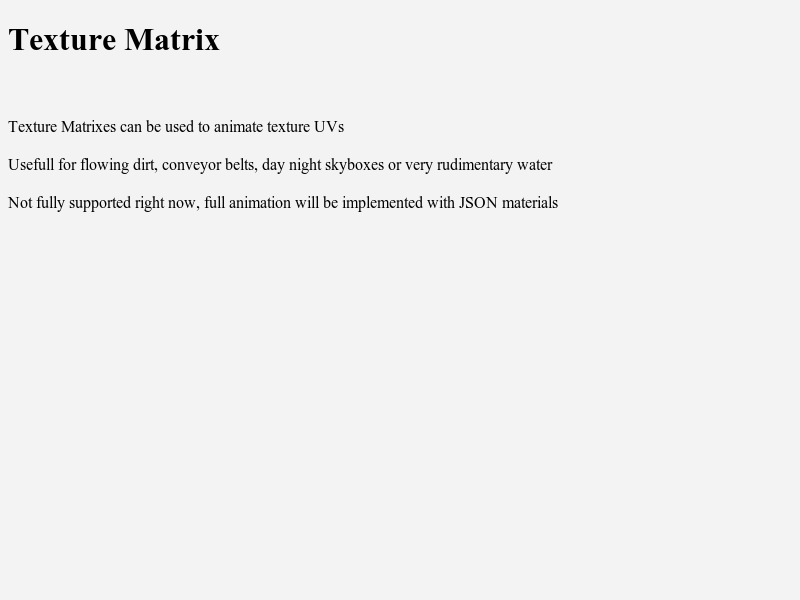 Texture Matrix
Texture Matrixes can be used to animate texture UVs
Usefull for flowing dirt, conveyor belts, day night skyboxes or very rudimentary water
Not fully supported right now, full animation will be implemented with JSON materials